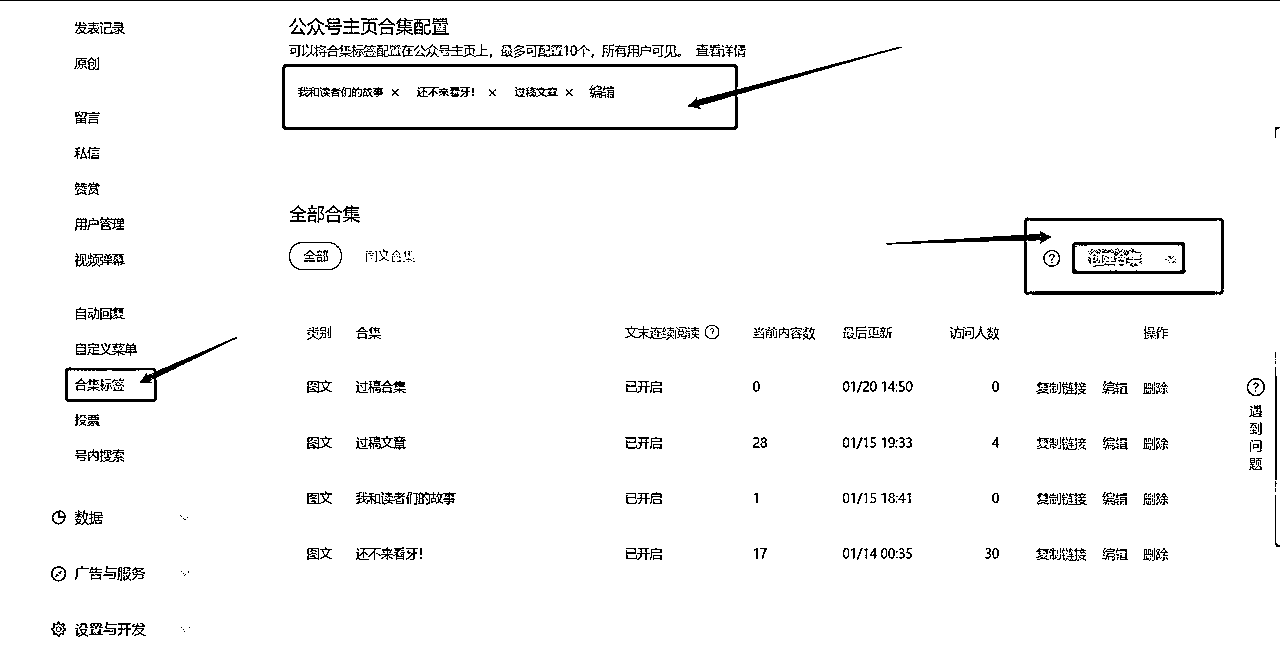 发表记录
原创
留言
私信
赞赏
用户管理
视频弹幕
自动回复
自定义菜单
合集标签
投票
号内搜索
数据
广告与服务
设置与开发
公众号主页合集配置
可以将合集标签配置在公众号主页上，最多可配置10个，所有用户可见。 查看详情
我和读者们的故事 × 还不来看牙! × 过稿文章 × 编辑
全部合集
全部 图文合集
? 创建合集
类别 合集 文末连续阅读 ? 当前内容数 最后更新 访问人数 操作
图文 过稿合集 已开启 0 01/20 14:50 0 复制链接 编辑 删除
图文 过稿文章 已开启 28 01/15 19:33 4 复制链接 编辑 删除
图文 我和读者们的故事 已开启 1 01/15 18:41 0 复制链接 编辑 删除
图文 还不来看牙! 已开启 17 01/14 00:35 30 复制链接 编辑 删除
?
遇
到
问
题